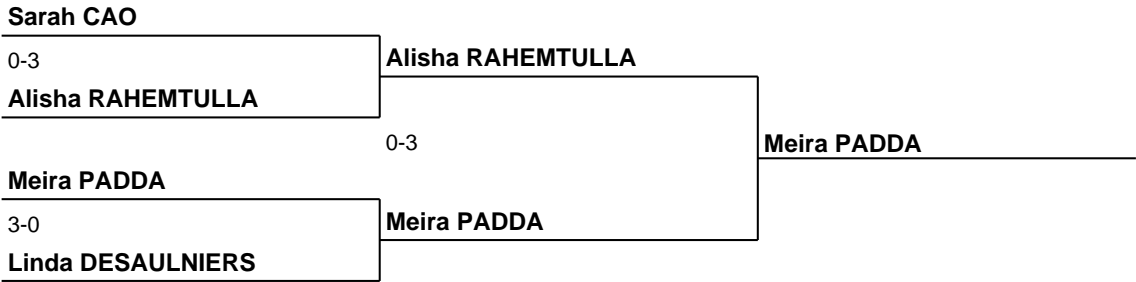 Sarah CAO
0-3
Alisha RAHEMTULLA
Alisha RAHEMTULLA
0-3
Meira PADDA
Meira PADDA
3-0
Linda DESAULNIERS
Meira PADDA